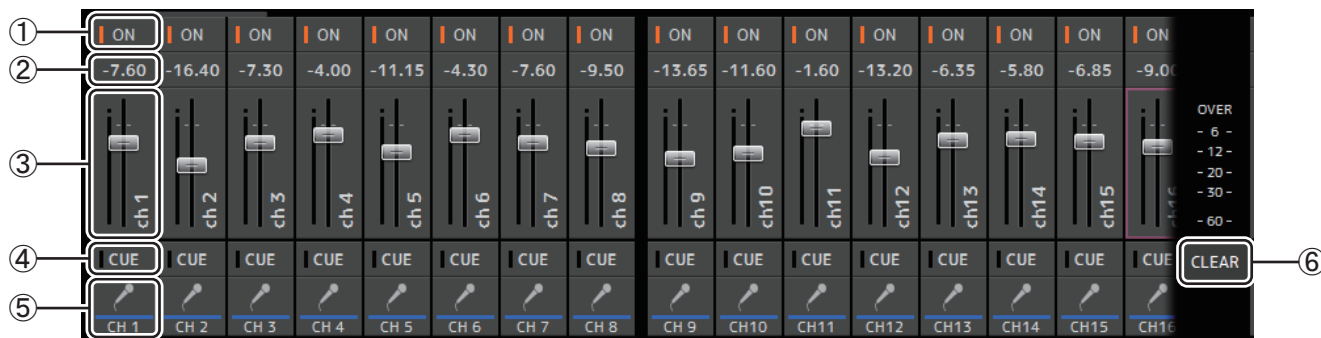 ① ON ON ON ON ON ON ON ON ON ON ON ON ON ON ON ON
② -7.60 -16.40 -7.30 -4.00 -11.15 -4.30 -7.60 -9.50 -13.65 -11.60 -1.60 -13.20 -6.35 -5.80 -6.85 -9.00
OVER
- 6 -
- 12 -
- 20 -
- 30 -
- 60 -
③ ch 1 ch 2 ch 3 ch 4 ch 5 ch 6 ch 7 ch 8 ch 9 ch10 ch11 ch12 ch13 ch14 ch15 ch16
④ CUE CUE CUE CUE CUE CUE CUE CUE CUE CUE CUE CUE CUE CUE CUE CUE CLEAR ⑥
⑤ CH 1 CH 2 CH 3 CH 4 CH 5 CH 6 CH 7 CH 8 CH 9 CH10 CH11 CH12 CH13 CH14 CH15 CH16